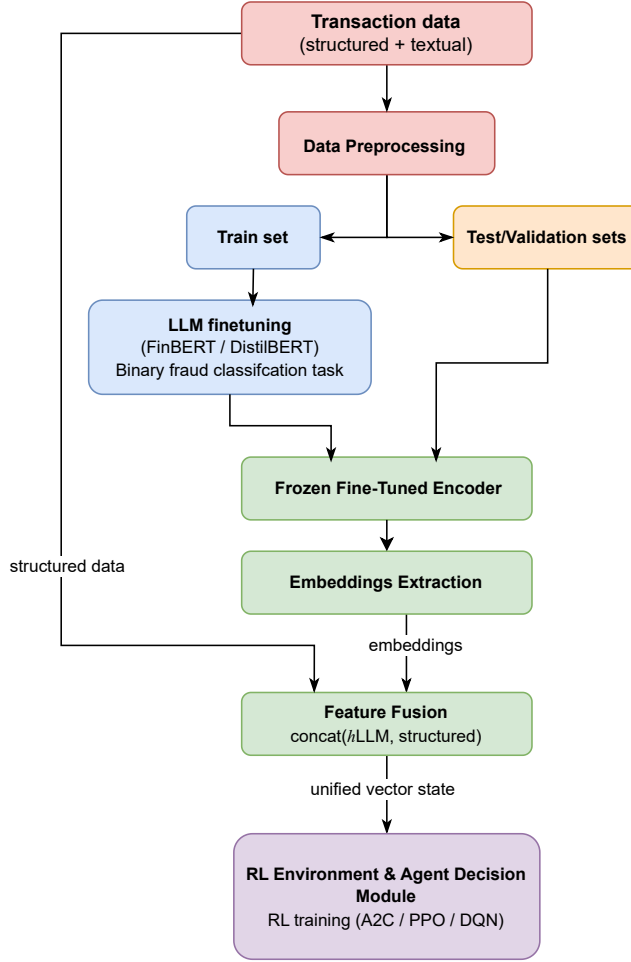 Transaction data
(structured + textual)
Data Preprocessing
Train set
Test/Validation sets
LLM finetuning
(FinBERT / DistilBERT)
Binary fraud classifcation task
Frozen Fine-Tuned Encoder
structured data
Embeddings Extraction
embeddings
Feature Fusion
concat(hLLM, structured)
unified vector state
RL Environment & Agent Decision
Module
RL training (A2C / PPO / DQN)